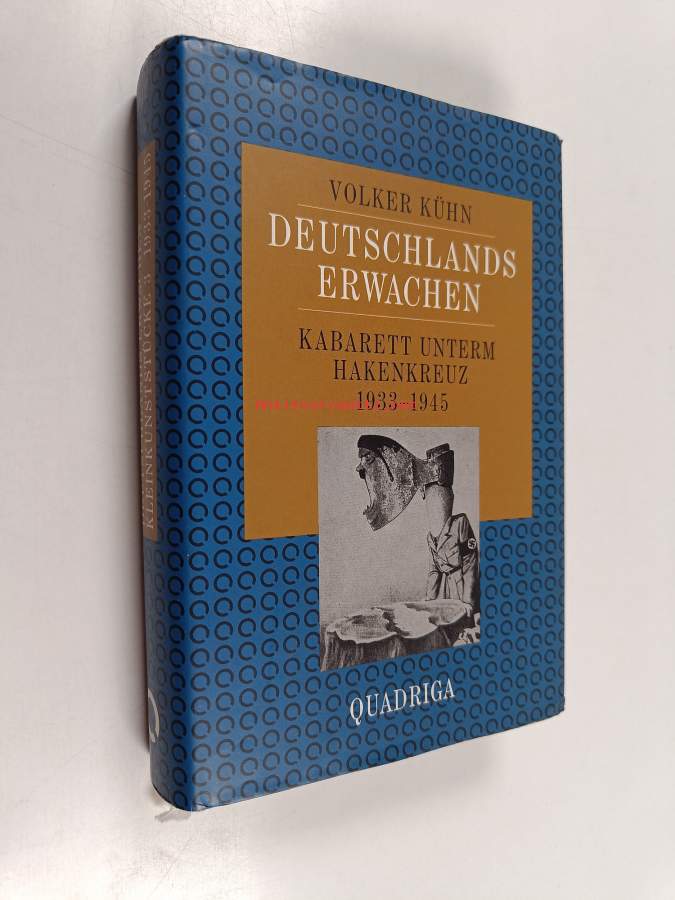 VOLKER KÜHN
DEUTSCHLANDS
ERWACHEN
KABARETT UNTERM
HAKENKREUZ
1933–1945
QUADRIGA
KLEINKUNSTSTÜCKE 3 1933–1945